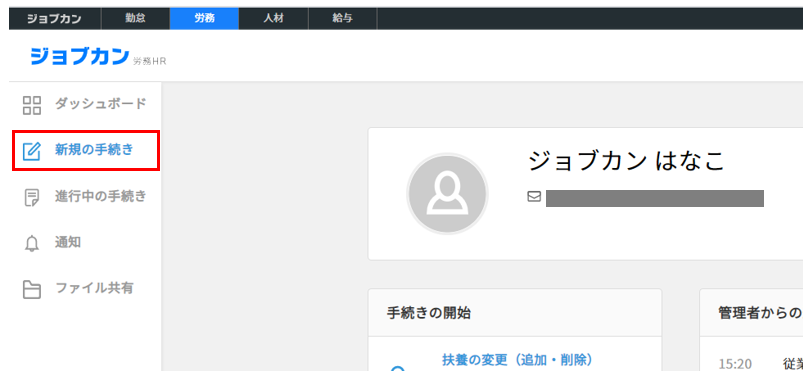 ジョブカン 勤怠 労務 人材 給与
ジョブカン 労務HR
ダッシュボード
新規の手続き
進行中の手続き
通知
ファイル共有
ジョブカン はなこ
手続きの開始
扶養の変更（追加・削除）
管理者からの
15:20 従業